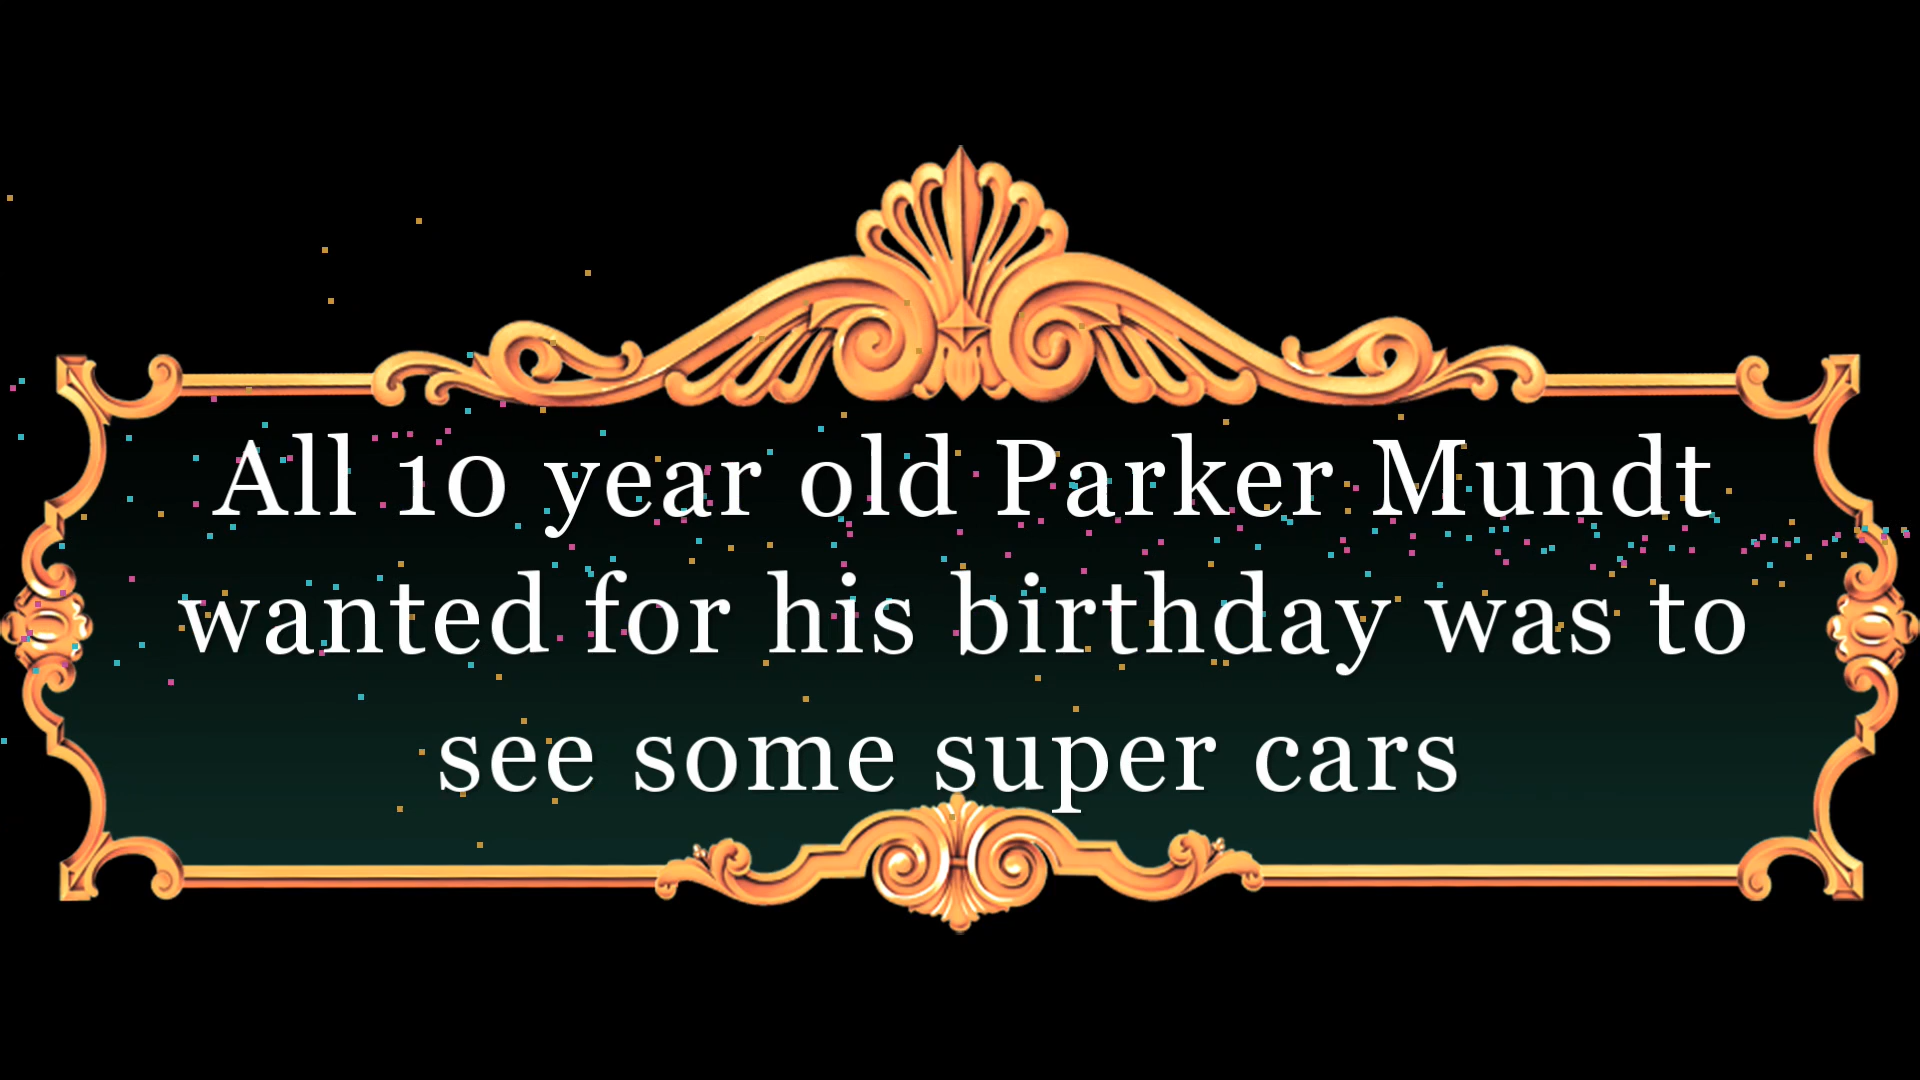 All 10 year old Parker Mundt
wanted for his birthday was to
see some super cars